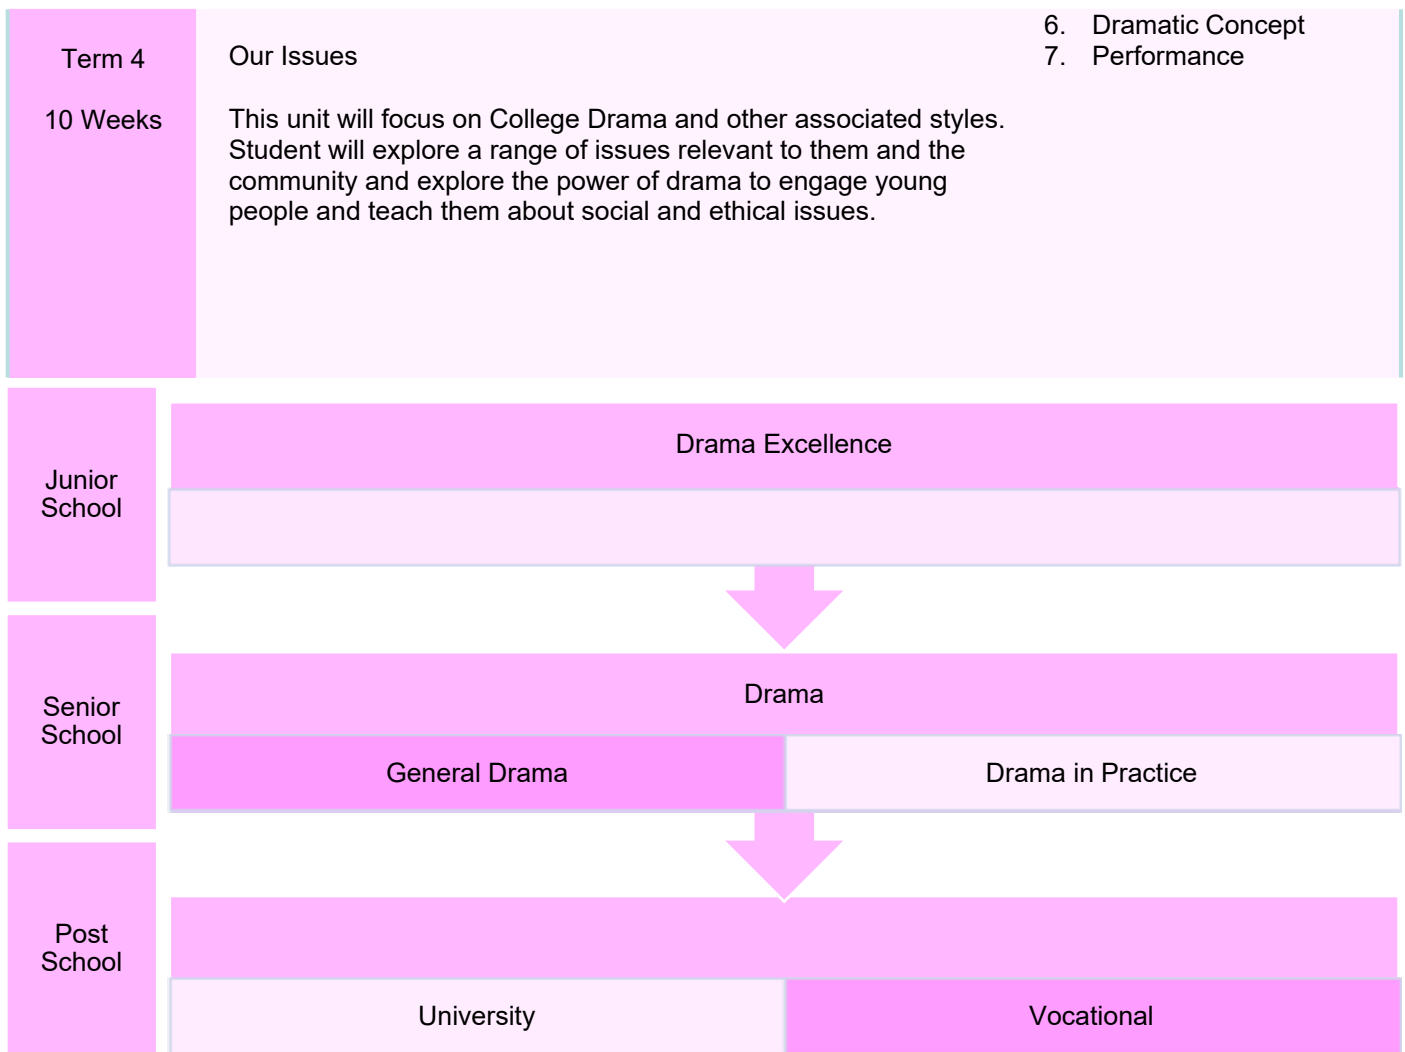 Term 4
10 Weeks
Our Issues
This unit will focus on College Drama and other associated styles.
Student will explore a range of issues relevant to them and the
community and explore the power of drama to engage young
people and teach them about social and ethical issues.
6. Dramatic Concept
7. Performance
Junior
School
Drama Excellence
Senior
School
Drama
General Drama
Drama in Practice
Post
School
University
Vocational